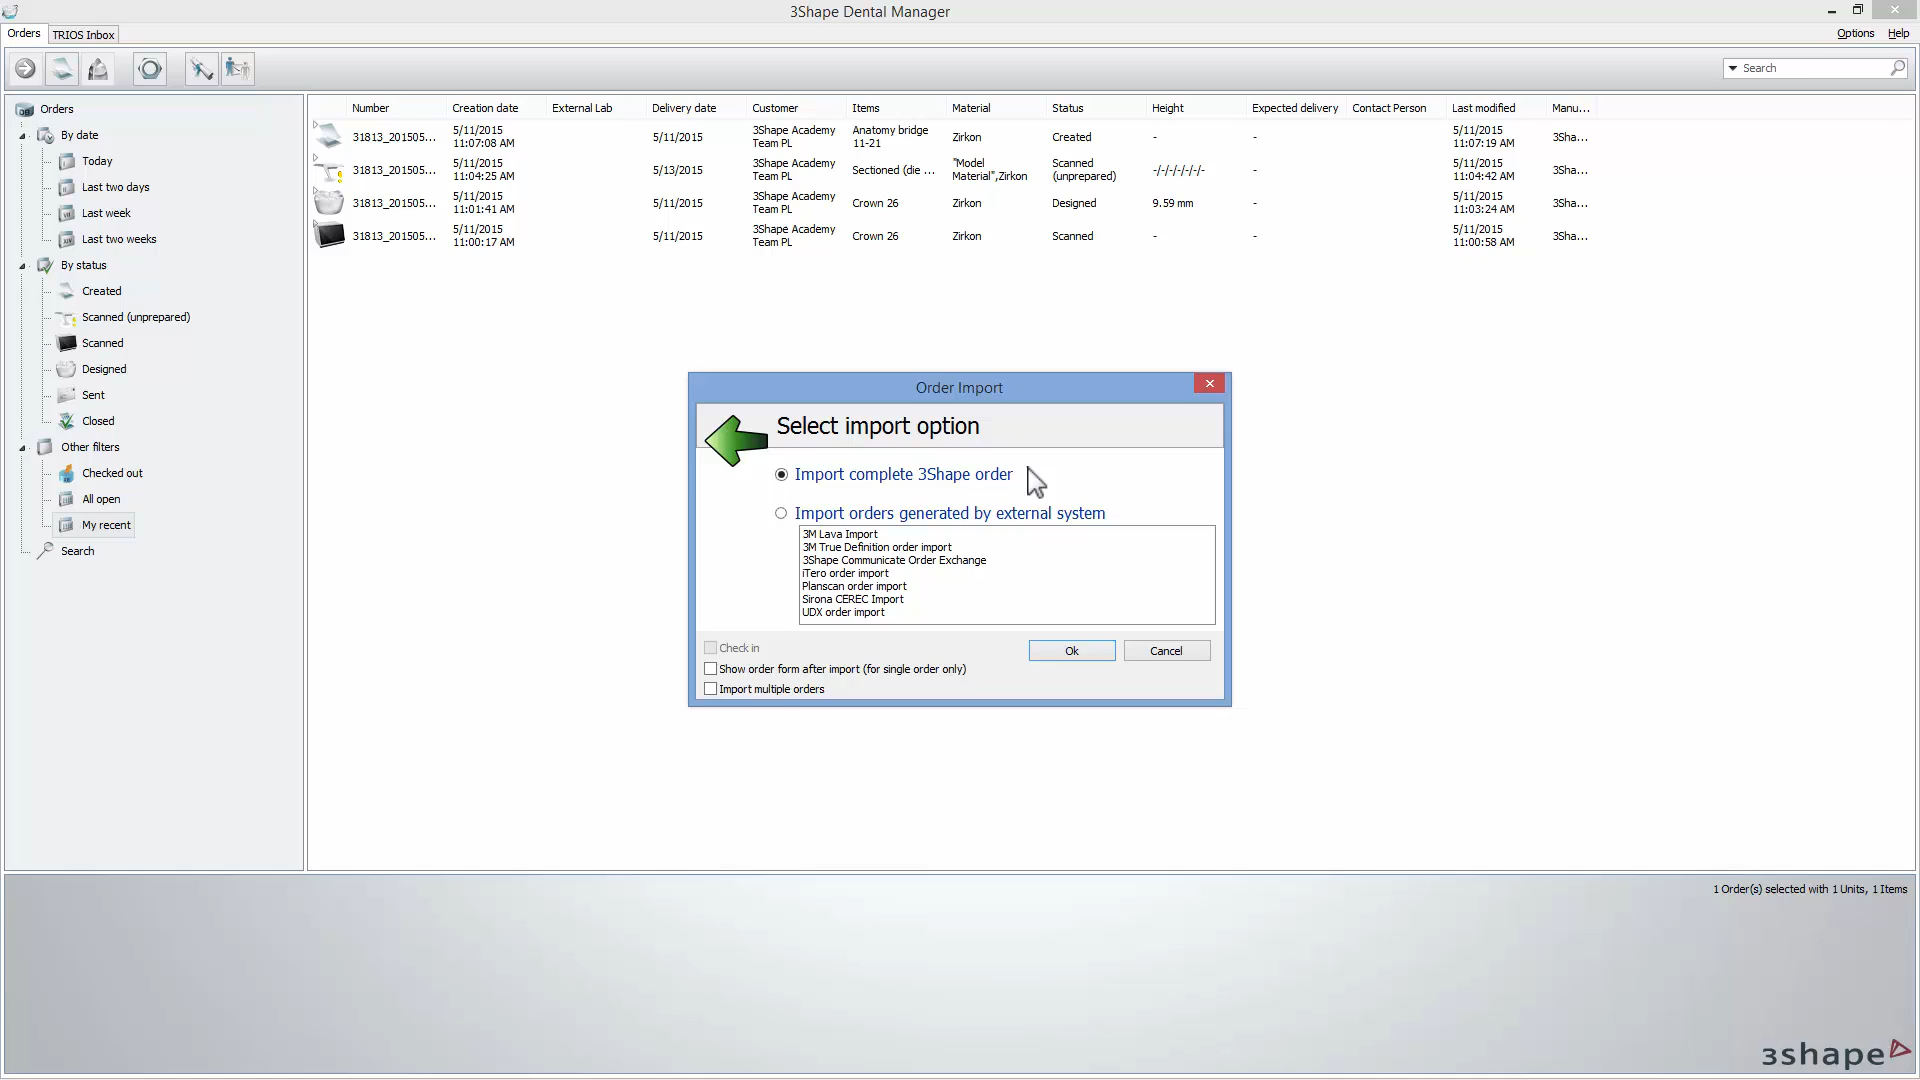 3Shape Dental Manager
Orders
TRIOS Inbox
Options
Help
Search
Orders
By date
Today
Last two days
Last week
Last two weeks
By status
Created
Scanned (unprepared)
Scanned
Designed
Sent
Closed
Other filters
Checked out
All open
My recent
Search
Number Creation date External Lab Delivery date Customer Items Material Status Height Expected delivery Contact Person Last modified Manu...
31813_201505... 5/11/2015 11:07:08 AM 5/11/2015 3Shape Academy Team PL Anatomy bridge 11-21 Zirkon Created - - 5/11/2015 11:07:19 AM 3Sha...
31813_201505... 5/11/2015 11:04:25 AM 5/13/2015 3Shape Academy Team PL Sectioned (die ... "Model Material",Zirkon Scanned (unprepared) -/-/-/-/-/- - 5/11/2015 11:04:42 AM 3Sha...
31813_201505... 5/11/2015 11:01:41 AM 5/11/2015 3Shape Academy Team PL Crown 26 Zirkon Designed 9.59 mm - 5/11/2015 11:03:24 AM 3Sha...
31813_201505... 5/11/2015 11:00:17 AM 5/11/2015 3Shape Academy Team PL Crown 26 Zirkon Scanned - - 5/11/2015 11:00:58 AM 3Sha...
Order Import
Select import option
Import complete 3Shape order
Import orders generated by external system
3M Lava Import
3M True Definition order import
3Shape Communicate Order Exchange
iTero order import
Planscan order import
Sirona CEREC Import
UDX order import
Check in
Show order form after import (for single order only)
Import multiple orders
Ok
Cancel
1 Order(s) selected with 1 Units, 1 Items
3shape